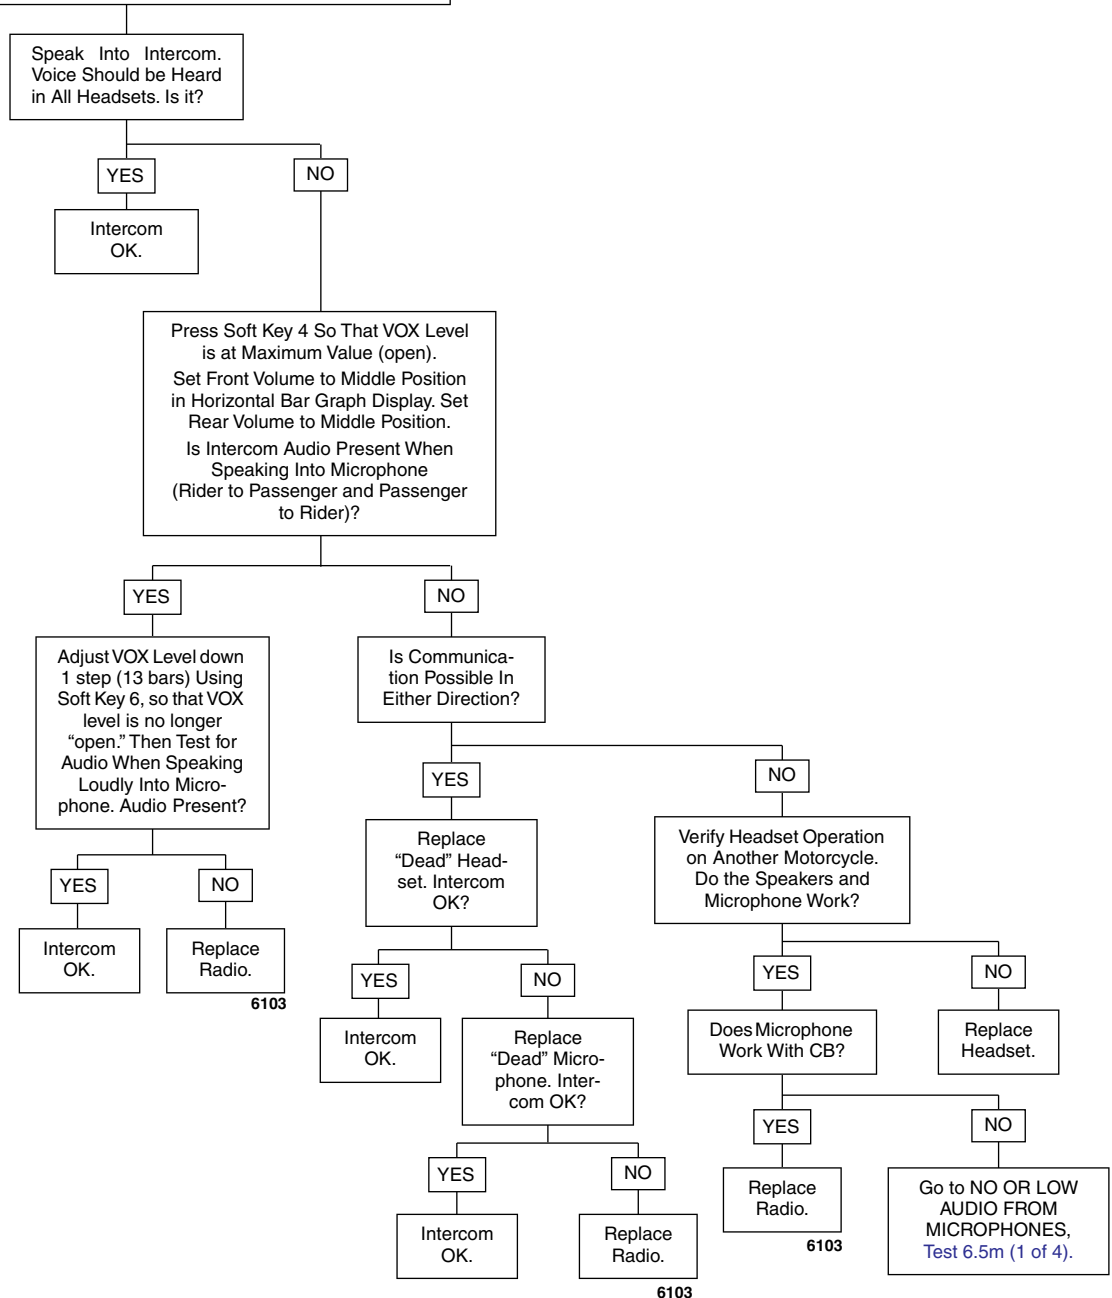 Speak Into Intercom.
Voice Should be Heard
in All Headsets. Is it?
YES
NO
Intercom
OK.
Press Soft Key 4 So That VOX Level
is at Maximum Value (open).
Set Front Volume to Middle Position
in Horizontal Bar Graph Display. Set
Rear Volume to Middle Position.
Is Intercom Audio Present When
Speaking Into Microphone
(Rider to Passenger and Passenger
to Rider)?
YES
NO
Adjust VOX Level down
1 step (13 bars) Using
Soft Key 6, so that VOX
level is no longer
“open.” Then Test for
Audio When Speaking
Loudly Into Micro-
phone. Audio Present?
YES
NO
Intercom
OK.
Replace
Radio.
6103
Is Communica-
tion Possible In
Either Direction?
YES
NO
Replace
“Dead” Head-
set. Intercom
OK?
YES
NO
Intercom
OK.
Replace
“Dead” Micro-
phone. Inter-
com OK?
YES
NO
Intercom
OK.
Replace
Radio.
6103
Verify Headset Operation
on Another Motorcycle.
Do the Speakers and
Microphone Work?
YES
NO
Does Microphone
Work With CB?
Replace
Headset.
YES
NO
Replace
Radio.
6103
Go to NO OR LOW
AUDIO FROM
MICROPHONES,
Test 6.5m (1 of 4).